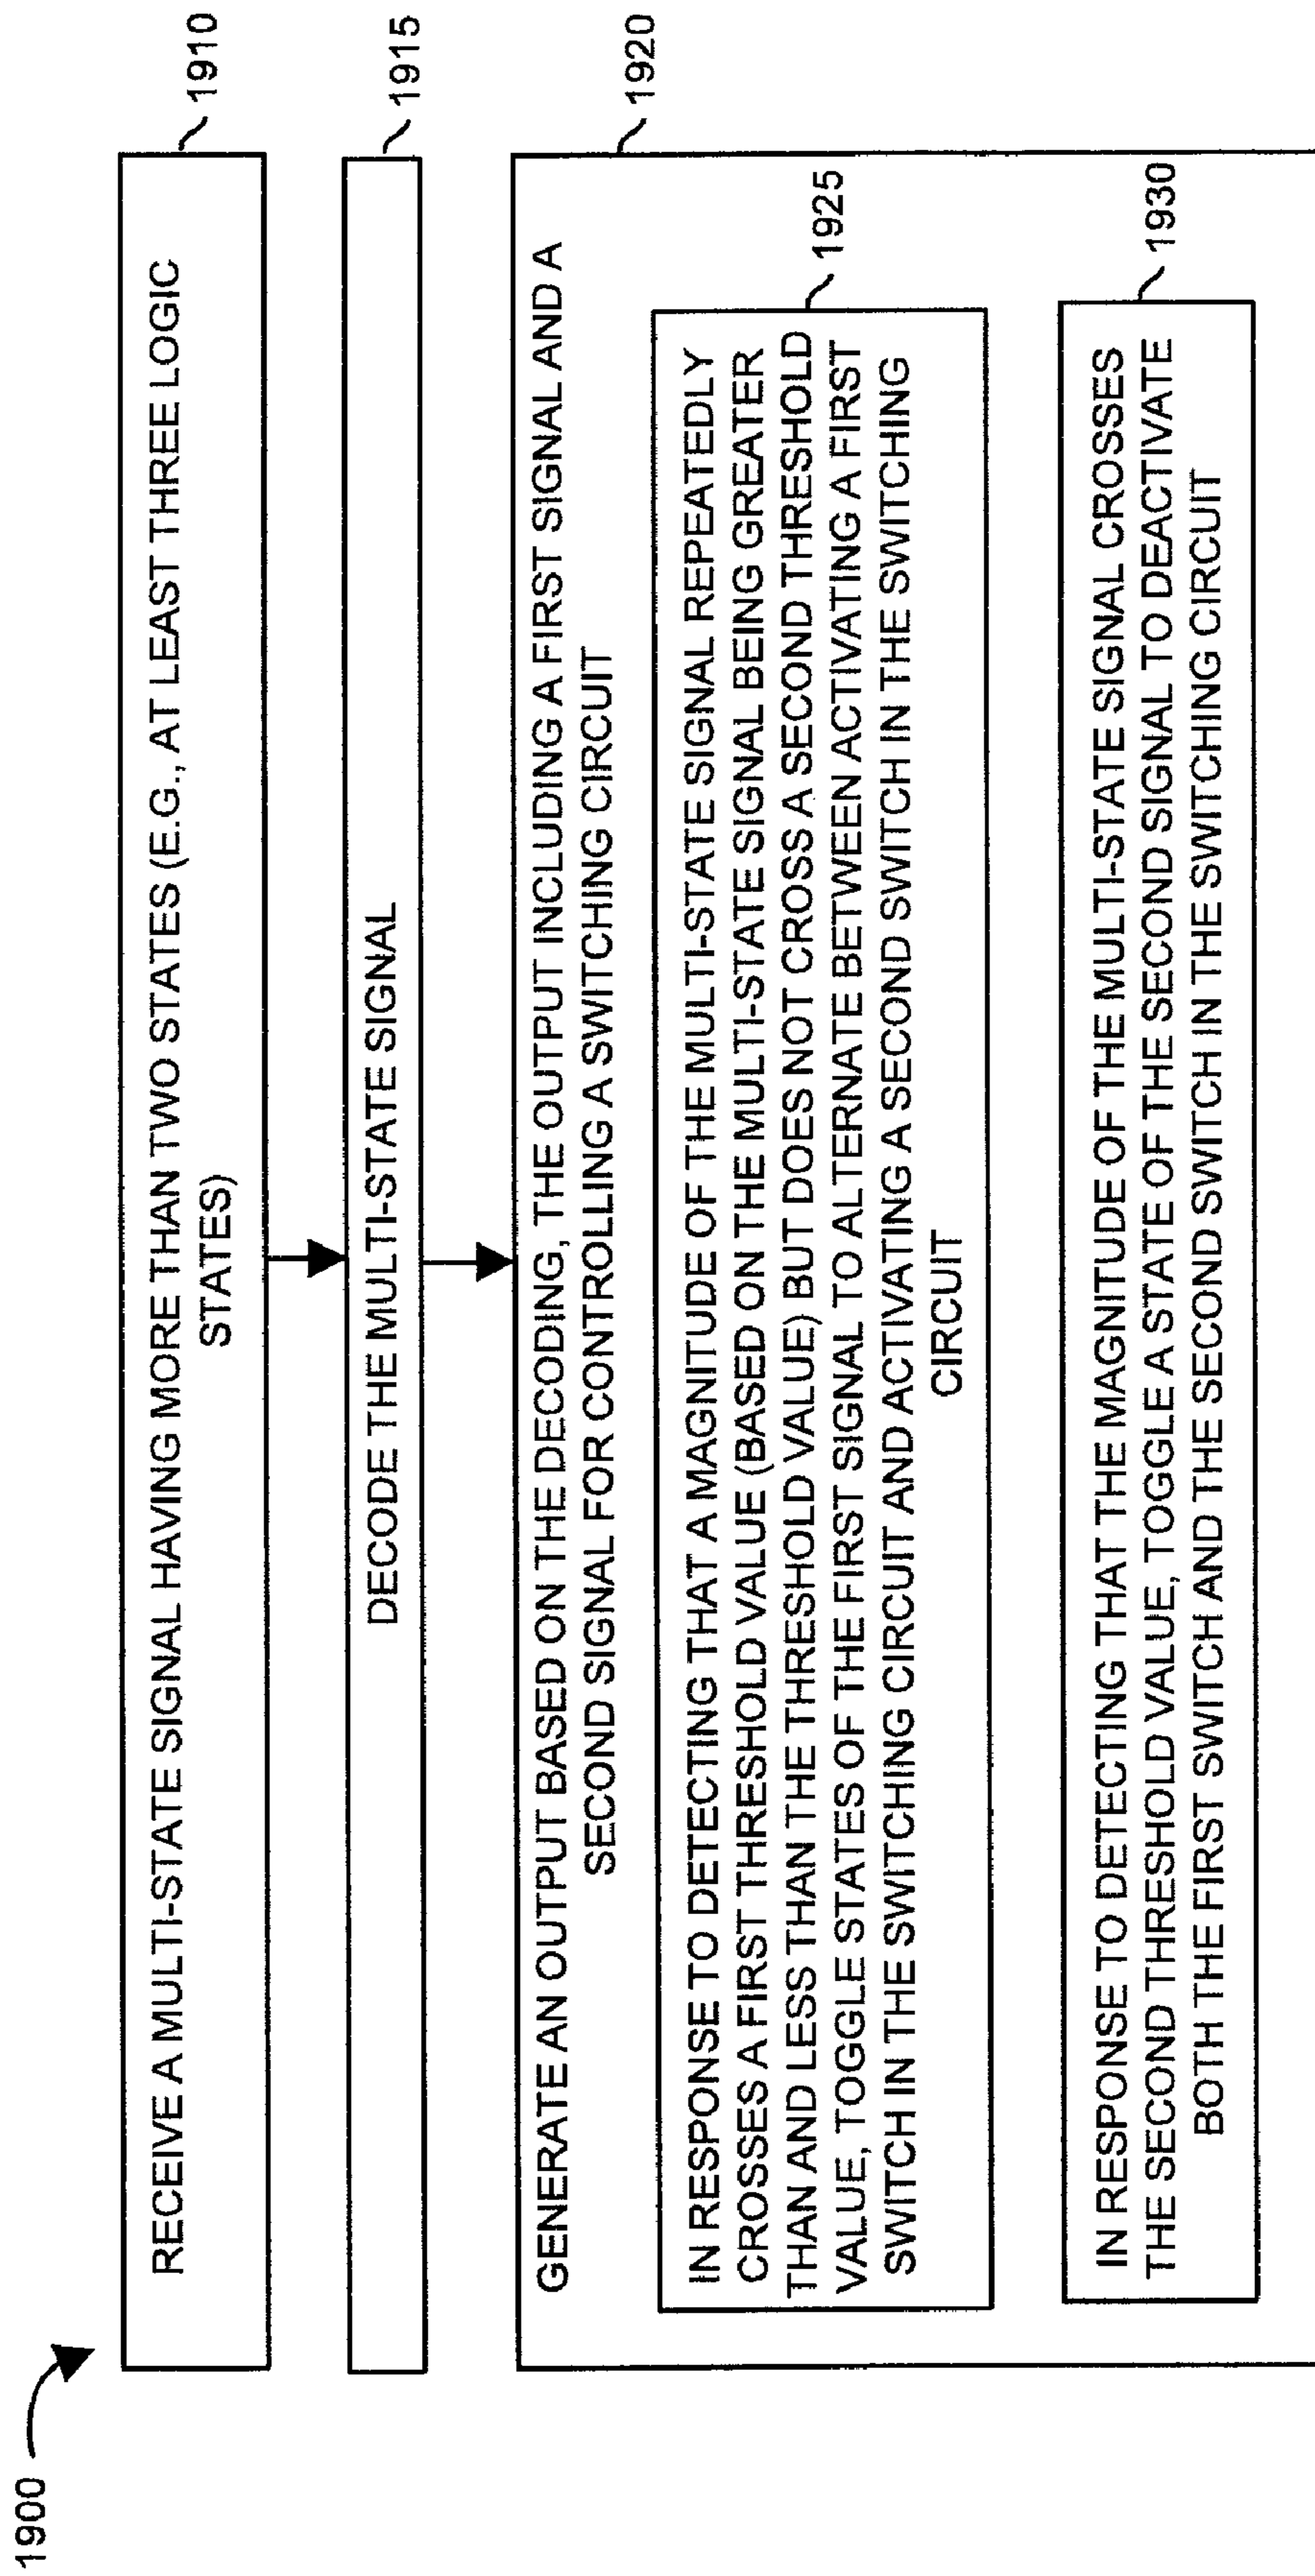 1900
RECEIVE A MULTI-STATE SIGNAL HAVING MORE THAN TWO STATES (E.G., AT LEAST THREE LOGIC
STATES)
1910
DECODE THE MULTI-STATE SIGNAL
1915
GENERATE AN OUTPUT BASED ON THE DECODING, THE OUTPUT INCLUDING A FIRST SIGNAL AND A
SECOND SIGNAL FOR CONTROLLING A SWITCHING CIRCUIT
1920
IN RESPONSE TO DETECTING THAT A MAGNITUDE OF THE MULTI-STATE SIGNAL REPEATEDLY
CROSSES A FIRST THRESHOLD VALUE (BASED ON THE MULTI-STATE SIGNAL BEING GREATER
THAN AND LESS THAN THE THRESHOLD VALUE) BUT DOES NOT CROSS A SECOND THRESHOLD
VALUE, TOGGLE STATES OF THE FIRST SIGNAL TO ALTERNATE BETWEEN ACTIVATING A FIRST
SWITCH IN THE SWITCHING CIRCUIT AND ACTIVATING A SECOND SWITCH IN THE SWITCHING
CIRCUIT
1925
IN RESPONSE TO DETECTING THAT THE MAGNITUDE OF THE MULTI-STATE SIGNAL CROSSES
THE SECOND THRESHOLD VALUE, TOGGLE A STATE OF THE SECOND SIGNAL TO DEACTIVATE
BOTH THE FIRST SWITCH AND THE SECOND SWITCH IN THE SWITCHING CIRCUIT
1930